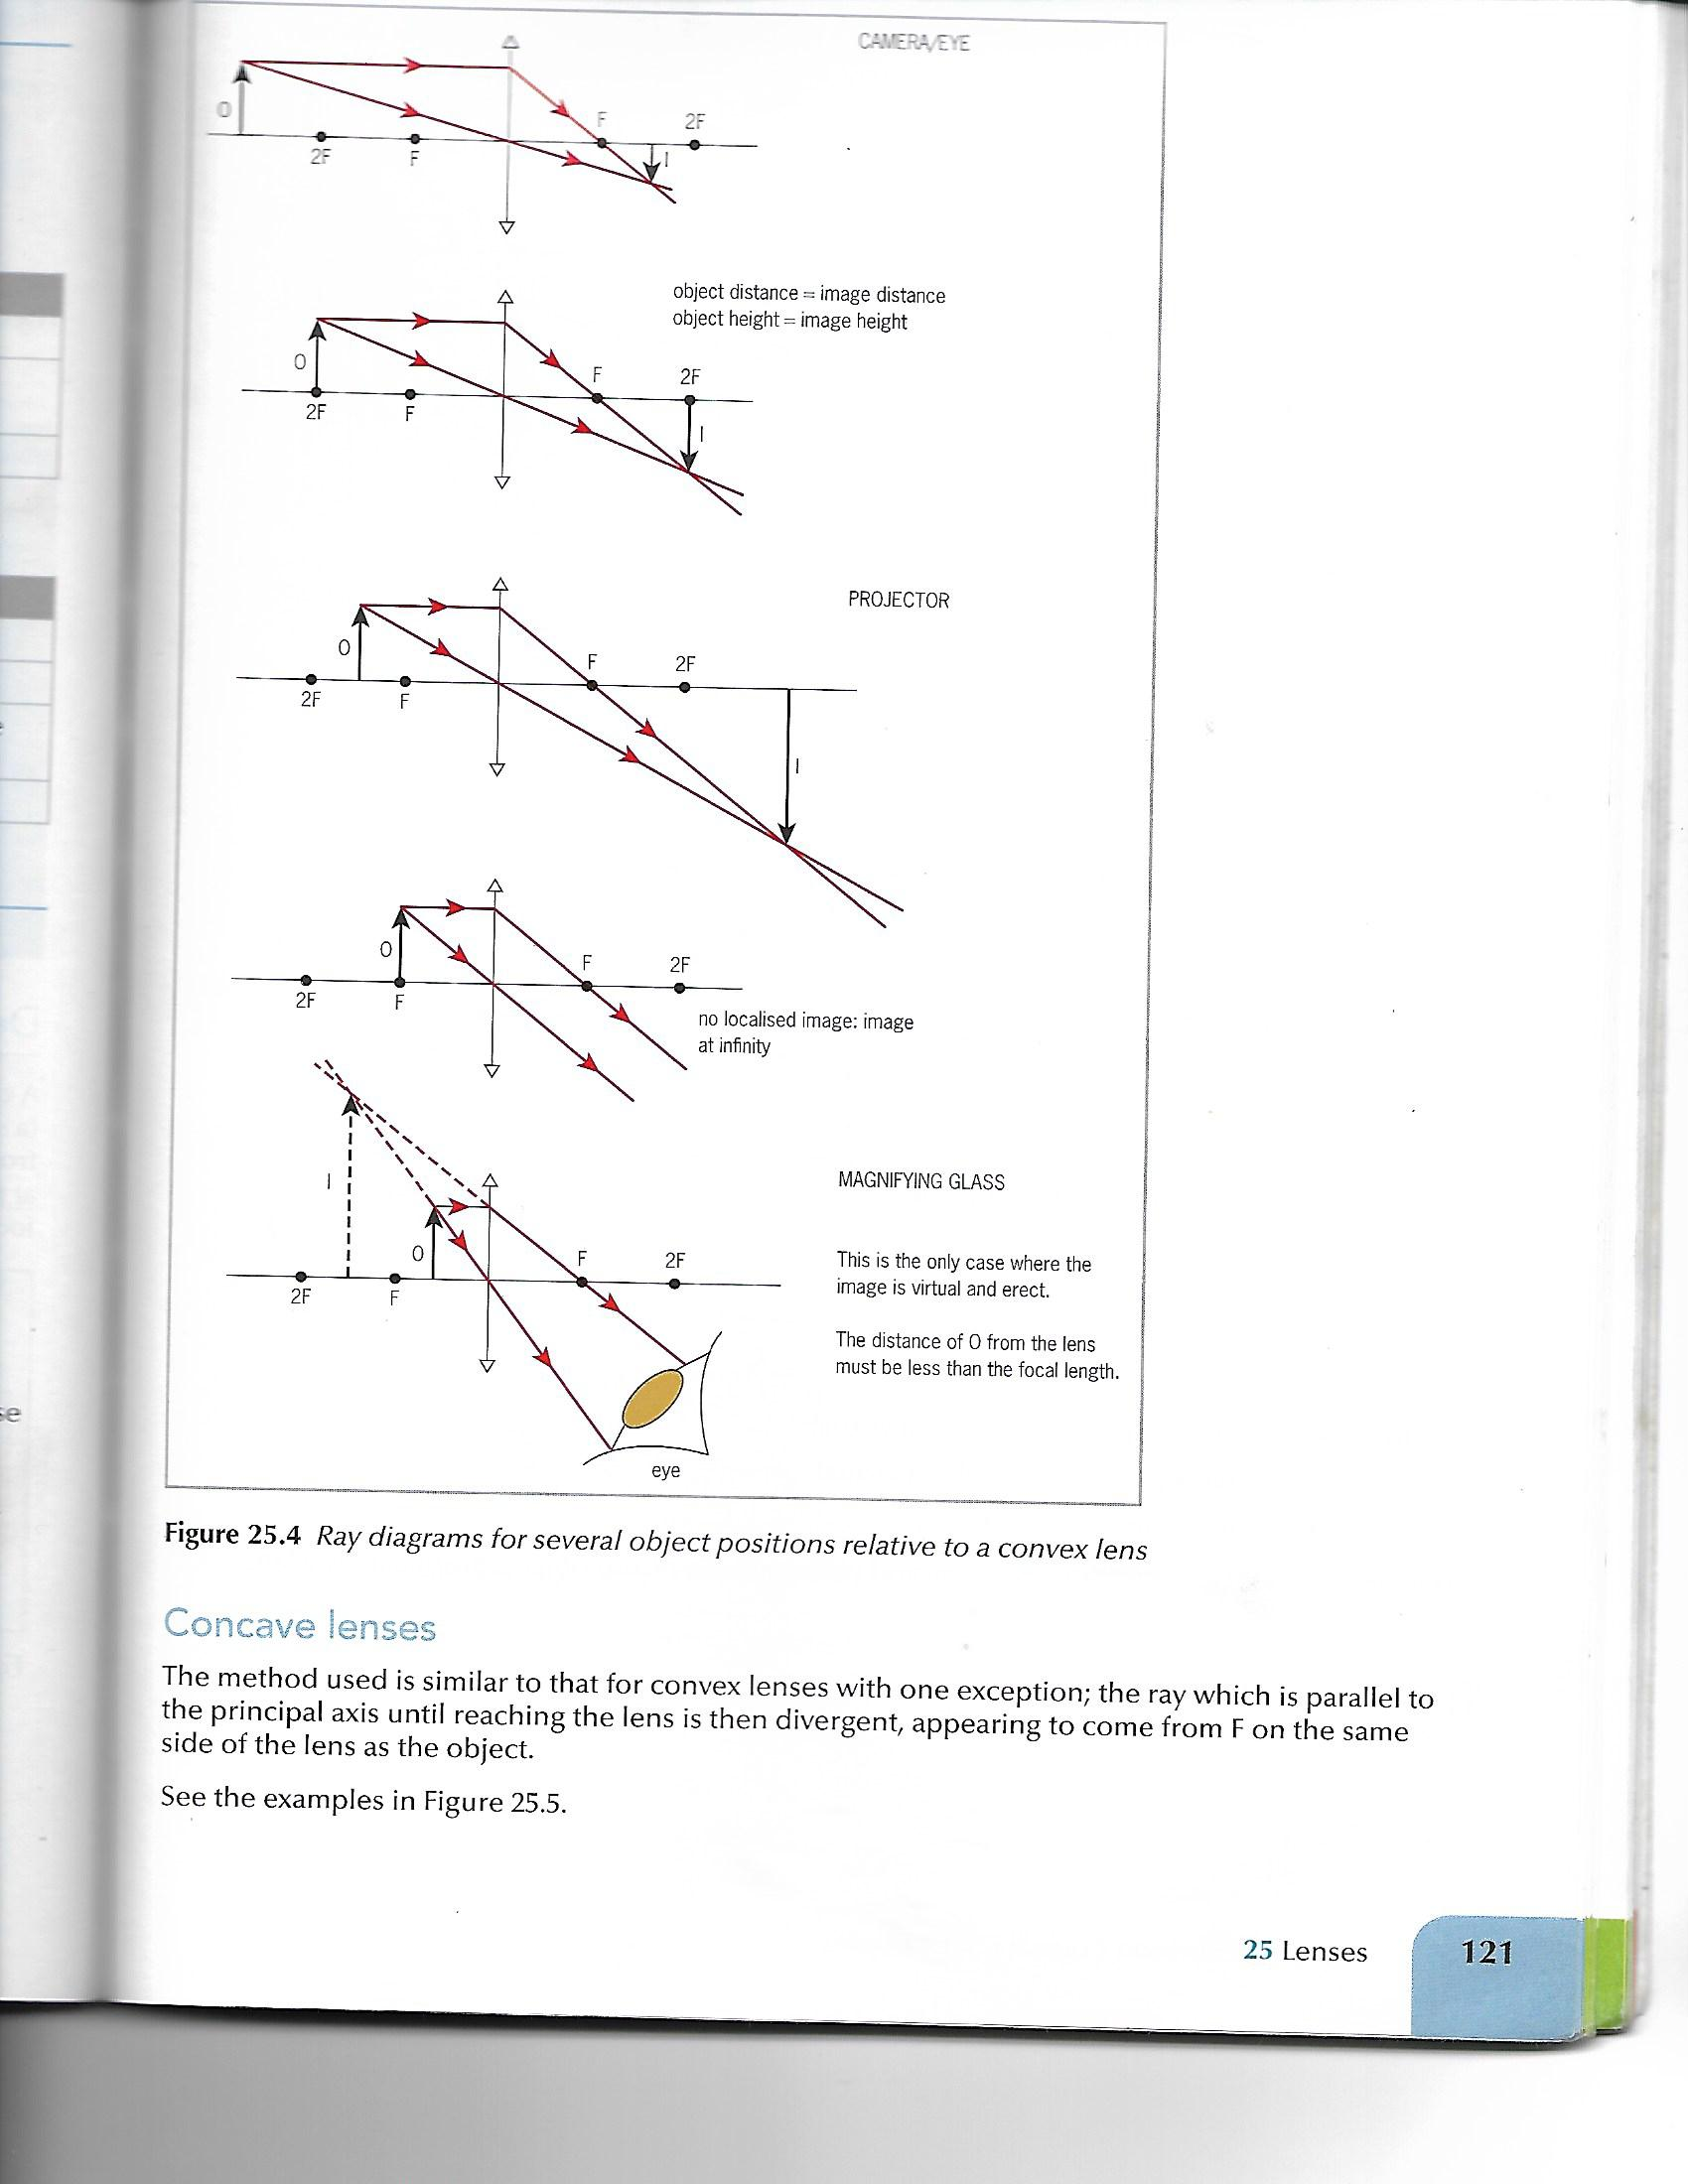 CAMERA/EYE
O
2F
F
F
2F
I
object distance = image distance
object height = image height
O
2F
F
F
2F
I
PROJECTOR
O
2F
F
F
2F
I
O
2F
F
F
2F
no localised image: image
at infinity
I
O
2F
F
F
2F
MAGNIFYING GLASS
This is the only case where the
image is virtual and erect.
The distance of O from the lens
must be less than the focal length.
eye
Figure 25.4 Ray diagrams for several object positions relative to a convex lens
Concave lenses
The method used is similar to that for convex lenses with one exception; the ray which is parallel to
the principal axis until reaching the lens is then divergent, appearing to come from F on the same
side of the lens as the object.
See the examples in Figure 25.5.
25 Lenses
121